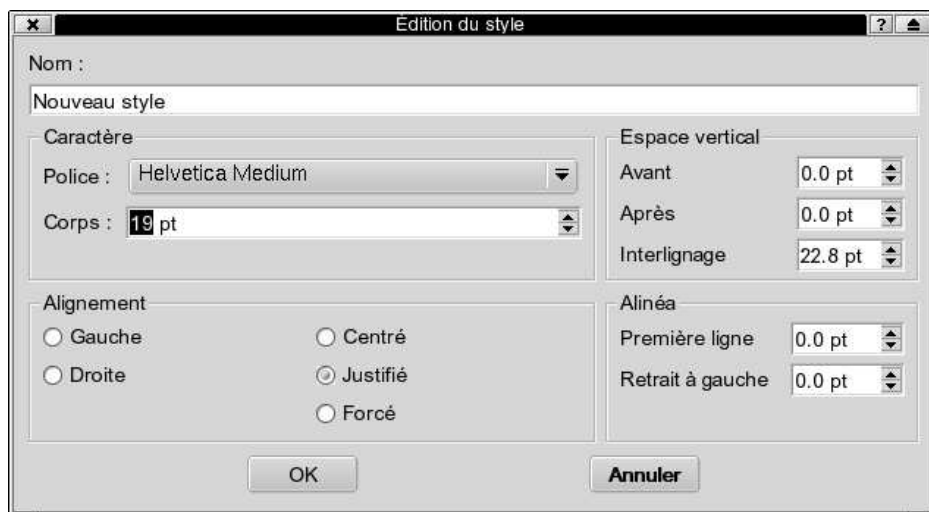 Édition du style
?
Nom :
Nouveau style
Caractère
Police : Helvetica Medium
Corps : 19 pt
Espace vertical
Avant 0.0 pt
Après 0.0 pt
Interlignage 22.8 pt
Alignement
Gauche Centré
Droite Justifié
Forcé
Alinéa
Première ligne 0.0 pt
Retrait à gauche 0.0 pt
OK Annuler